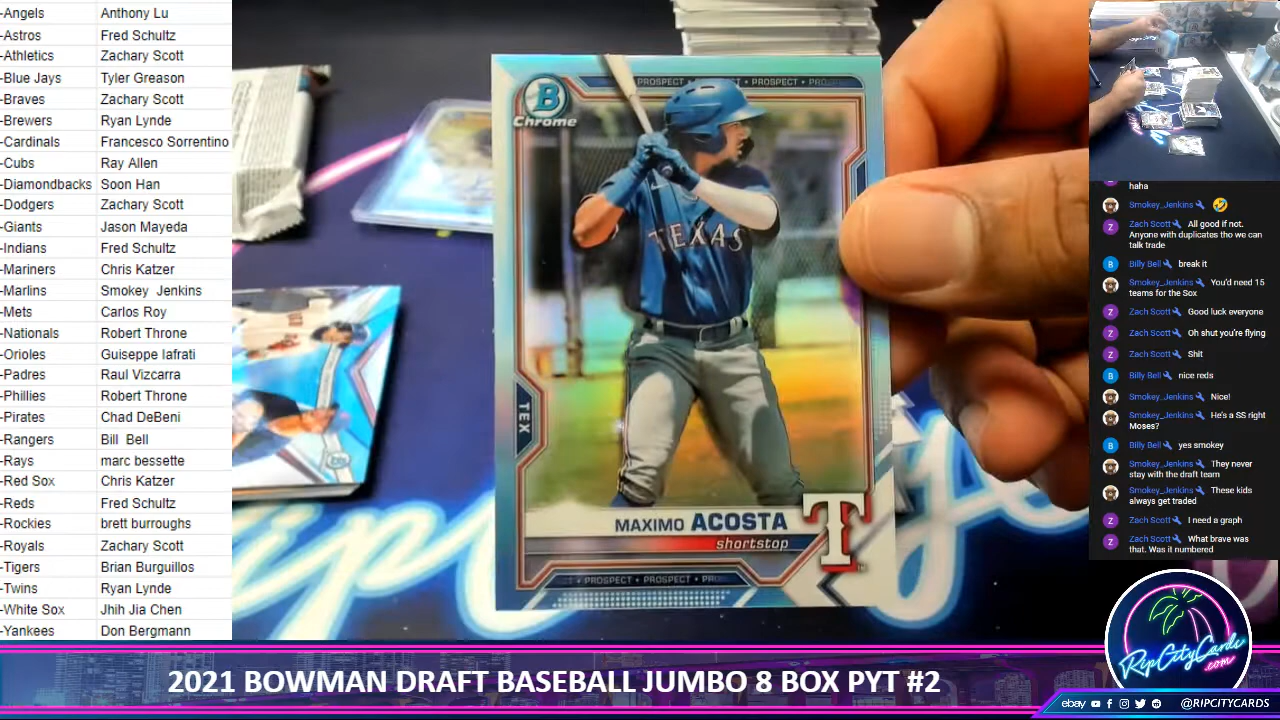 -Angels Anthony Lu
-Astros Fred Schultz
-Athletics Zachary Scott
-Blue Jays Tyler Greason
-Braves Zachary Scott
-Brewers Ryan Lynde
-Cardinals Francesco Sorrentino
-Cubs Ray Allen
-Diamondbacks Soon Han
-Dodgers Zachary Scott
-Giants Jason Mayeda
-Indians Fred Schultz
-Mariners Chris Katzer
-Marlins Smokey Jenkins
-Mets Carlos Roy
-Nationals Robert Throne
-Orioles Guiseppe Iafrati
-Padres Raul Vizcarra
-Phillies Robert Throne
-Pirates Chad DeBeni
-Rangers Bill Bell
-Rays marc bessette
-Red Sox Chris Katzer
-Reds Fred Schultz
-Rockies brett burroughs
-Royals Zachary Scott
-Tigers Brian Burguillos
-Twins Ryan Lynde
-White Sox Jhih Jia Chen
-Yankees Don Bergmann
PROSPECT • PROSPECT
B
Chrome
TEXAS
TEX
MAXIMO ACOSTA
shortstop
T
• PROSPECT • PROSPECT •
haha
Smokey_Jenkins 🤣
Zach Scott All good if not.
Anyone with duplicates tho we can
talk trade
Billy Bell break it
Smokey_Jenkins You'd need 15
teams for the Sox
Zach Scott Good luck everyone
Zach Scott Oh shut you're flying
Zach Scott Shit
Billy Bell nice reds
Smokey_Jenkins Nice!
Smokey_Jenkins He's a SS right
Moses?
Billy Bell yes smokey
Smokey_Jenkins They never
stay with the draft team
Smokey_Jenkins These kids
always get traded
Zach Scott I need a graph
Zach Scott What brave was
that. Was it numbered
RipCityCards
.com
2021 BOWMAN DRAFT BASEBALL JUMBO 8 BOX PYT #2
ebay @RIPCITYCARDS